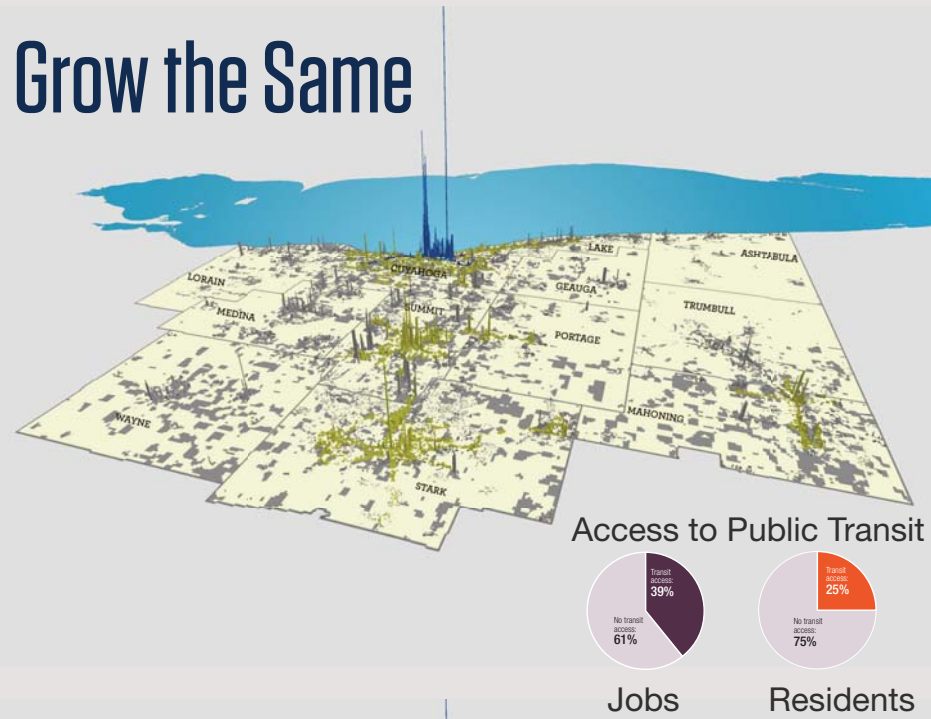 Grow the Same
LAKE
ASHTABULA
CUYAHOGA
LORAIN
GEAUGA
SUMMIT
TRUMBULL
MEDINA
PORTAGE
WAYNE
MAHONING
STARK
Access to Public Transit
Transit
access:
39%
No transit
access:
61%
Transit
access:
25%
No transit
access:
75%
Jobs
Residents